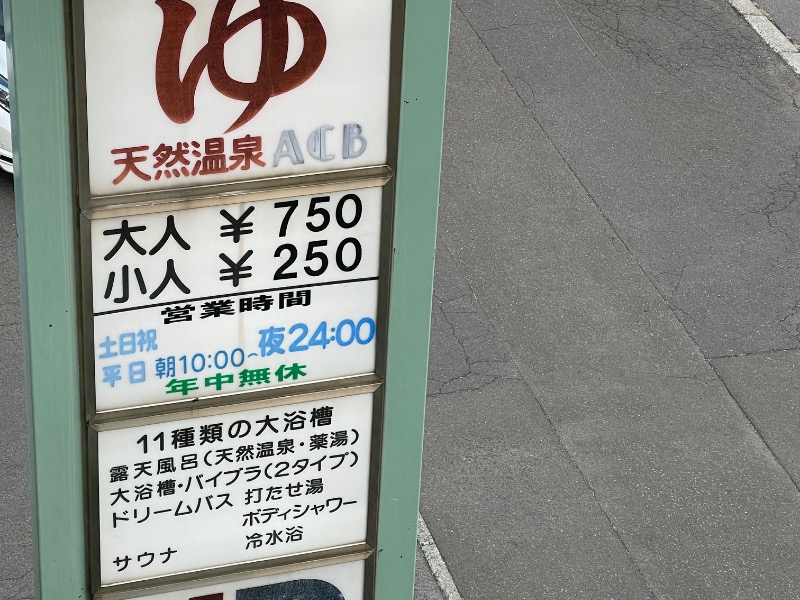 ゆ
天然温泉 ACB
大人 ¥750
小人 ¥250
営業時間
土日祝
平日 朝10:00~夜24:00
年中無休
11種類の大浴槽
露天風呂(天然温泉・薬湯)
大浴槽・バイブラ(2タイプ)
ドリームバス 打たせ湯
ボディシャワー
サウナ 冷水浴